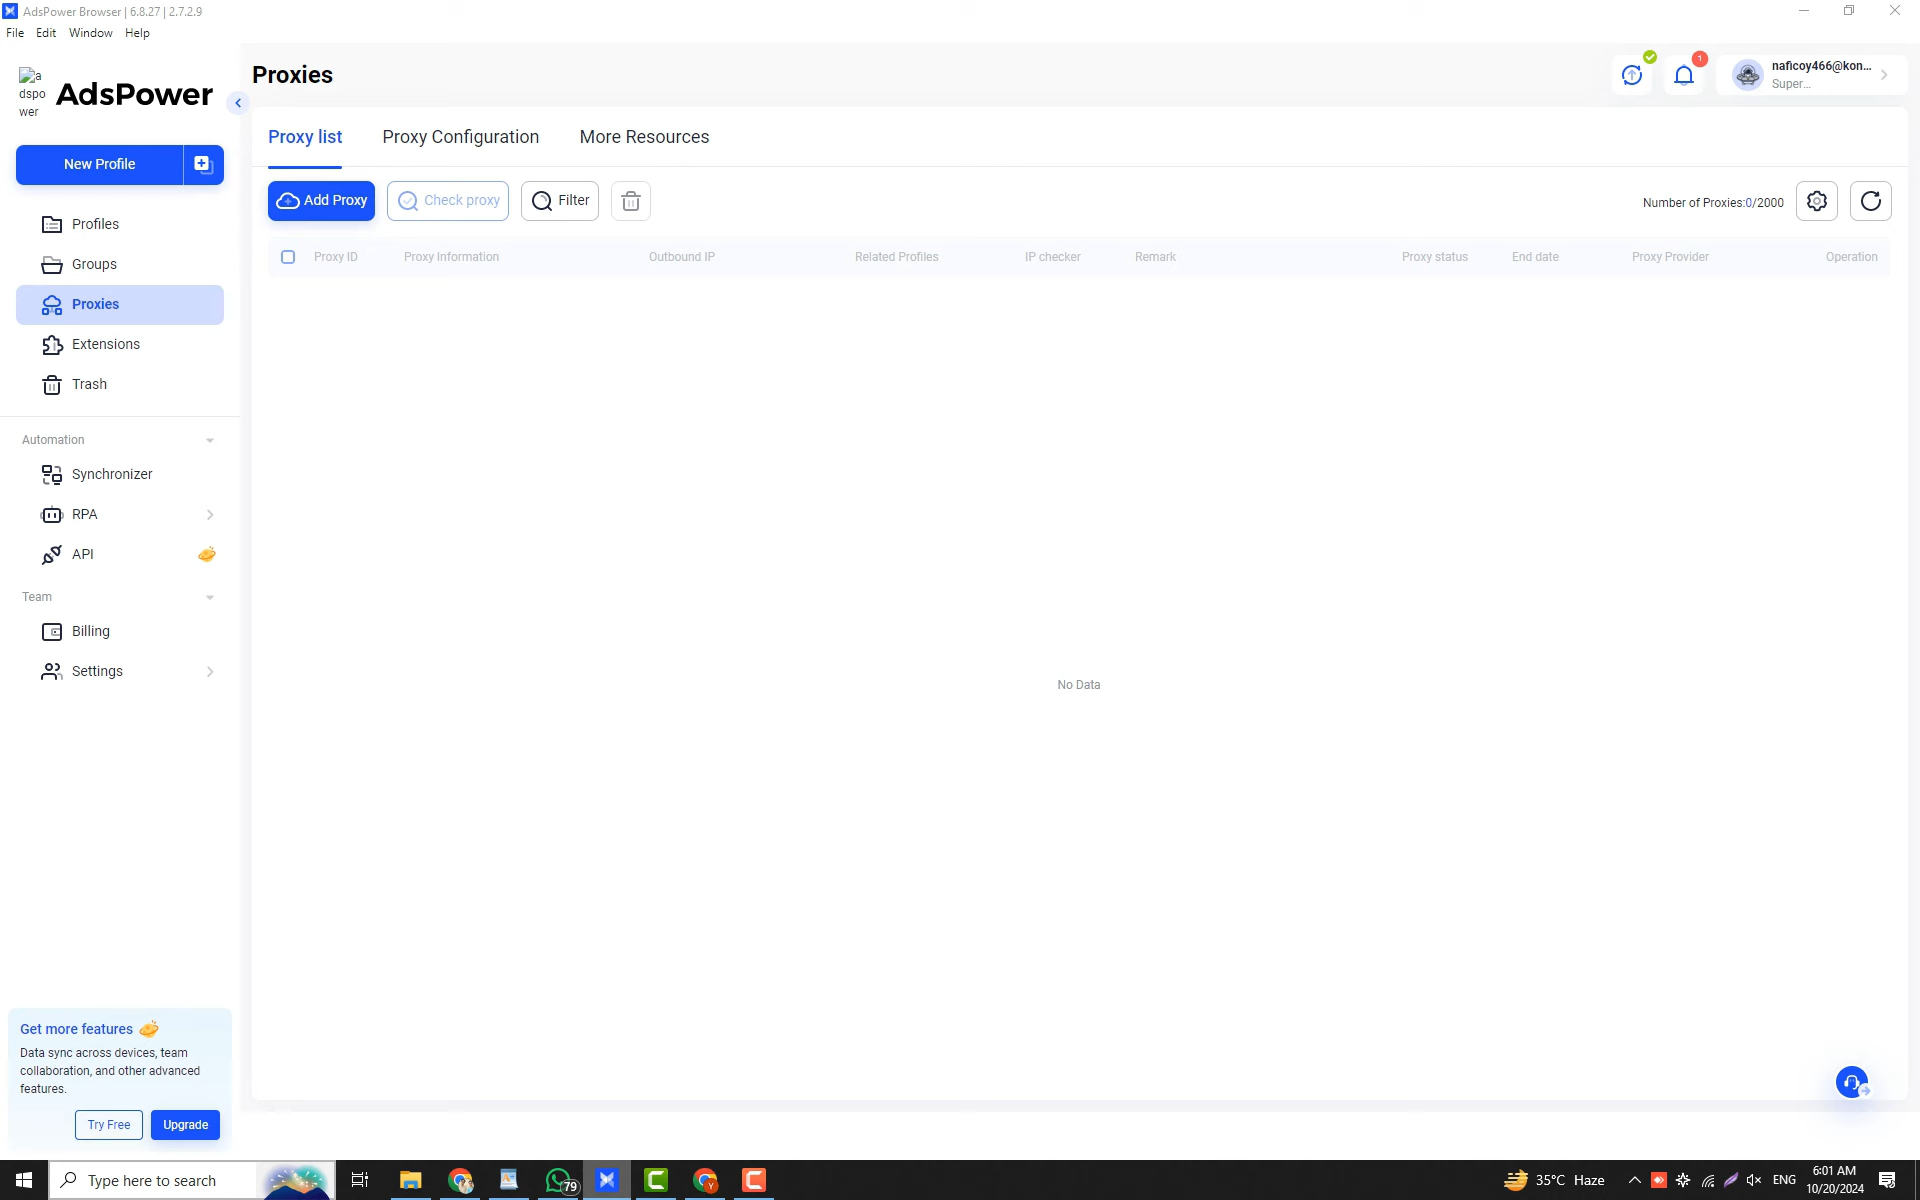 AdsPower Browser | 6.8.27 | 2.7.2.9
File Edit Window Help
adspower
AdsPower
Proxies
1
naficoy466@kon...
Super...
Proxy list Proxy Configuration More Resources
New Profile
Add Proxy Check proxy Filter
Number of Proxies:0/2000
Proxy ID Proxy Information Outbound IP Related Profiles IP checker Remark Proxy status End date Proxy Provider Operation
Profiles
Groups
Proxies
Extensions
Trash
Automation
Synchronizer
RPA
API
Team
Billing
Settings
No Data
Get more features
Data sync across devices, team
collaboration, and other advanced
features.
Try Free Upgrade
Type here to search
79
35°C Haze
ENG
6:01 AM
10/20/2024